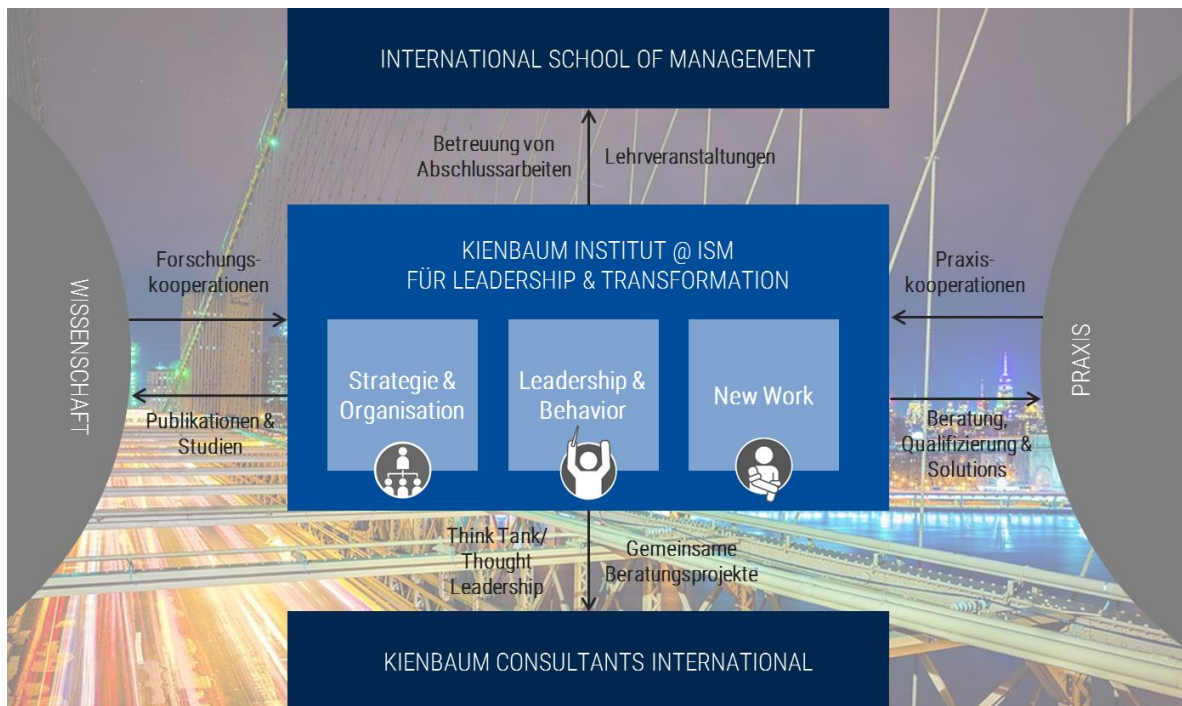 INTERNATIONAL SCHOOL OF MANAGEMENT
Betreuung von
Abschlussarbeiten
Lehrveranstaltungen
KIENBAUM INSTITUT @ ISM
FÜR LEADERSHIP & TRANSFORMATION
WISSENSCHAFT
Forschungs-
kooperationen
Publikationen &
Studien
Strategie &
Organisation
Leadership &
Behavior
New Work
Praxis-
kooperationen
Beratung,
Qualifizierung &
Solutions
PRAXIS
Think Tank/
Thought
Leadership
Gemeinsame
Beratungsprojekte
KIENBAUM CONSULTANTS INTERNATIONAL